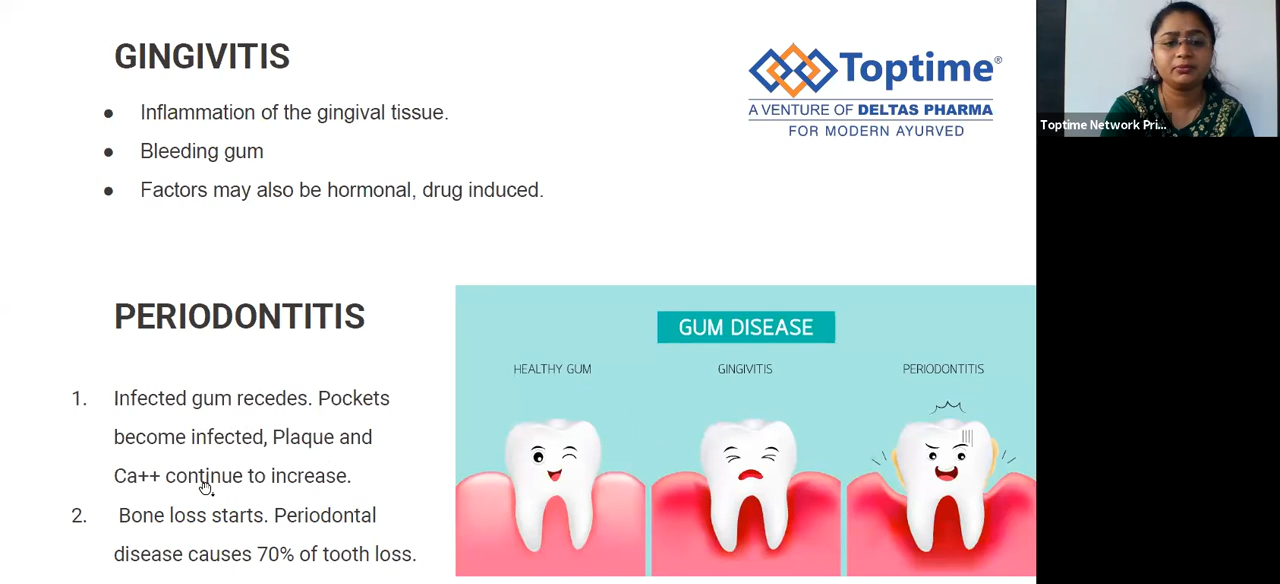 GINGIVITIS
● Inflammation of the gingival tissue.
● Bleeding gum
● Factors may also be hormonal, drug induced.
Toptime®
A VENTURE OF DELTAS PHARMA
FOR MODERN AYURVED
Toptime Network Pri...
PERIODONTITIS
1. Infected gum recedes. Pockets
become infected, Plaque and
Ca++ continue to increase.
2. Bone loss starts. Periodontal
disease causes 70% of tooth loss.
GUM DISEASE
HEALTHY GUM
GINGIVITIS
PERIODONTITIS